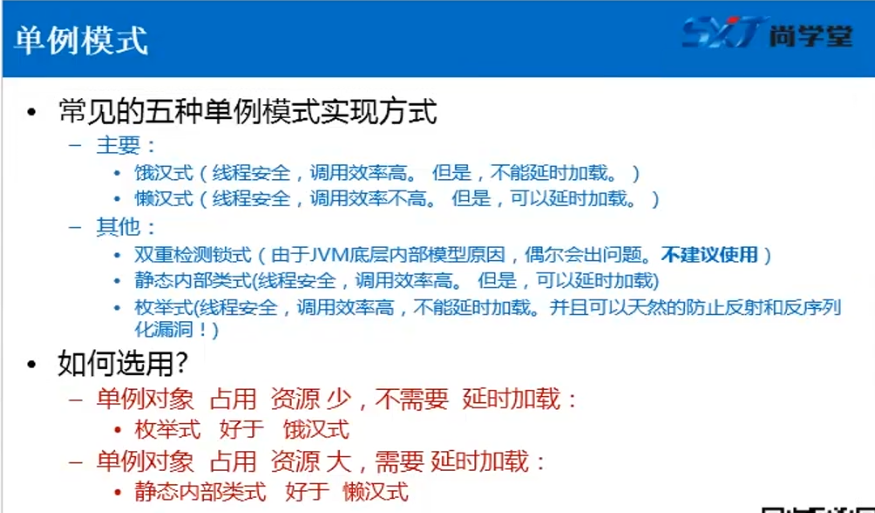 单例模式
SXT 尚学堂
• 常见的五种单例模式实现方式
– 主要：
• 饿汉式（线程安全，调用效率高。 但是，不能延时加载。）
• 懒汉式（线程安全，调用效率不高。 但是，可以延时加载。）
– 其他：
• 双重检测锁式（由于JVM底层内部模型原因，偶尔会出问题。不建议使用）
• 静态内部类式(线程安全，调用效率高。 但是，可以延时加载)
• 枚举式(线程安全，调用效率高，不能延时加载。并且可以天然的防止反射和反序列
化漏洞！)
• 如何选用?
– 单例对象 占用 资源 少，不需要 延时加载：
• 枚举式 好于 饿汉式
– 单例对象 占用 资源 大，需要 延时加载：
• 静态内部类式 好于 懒汉式